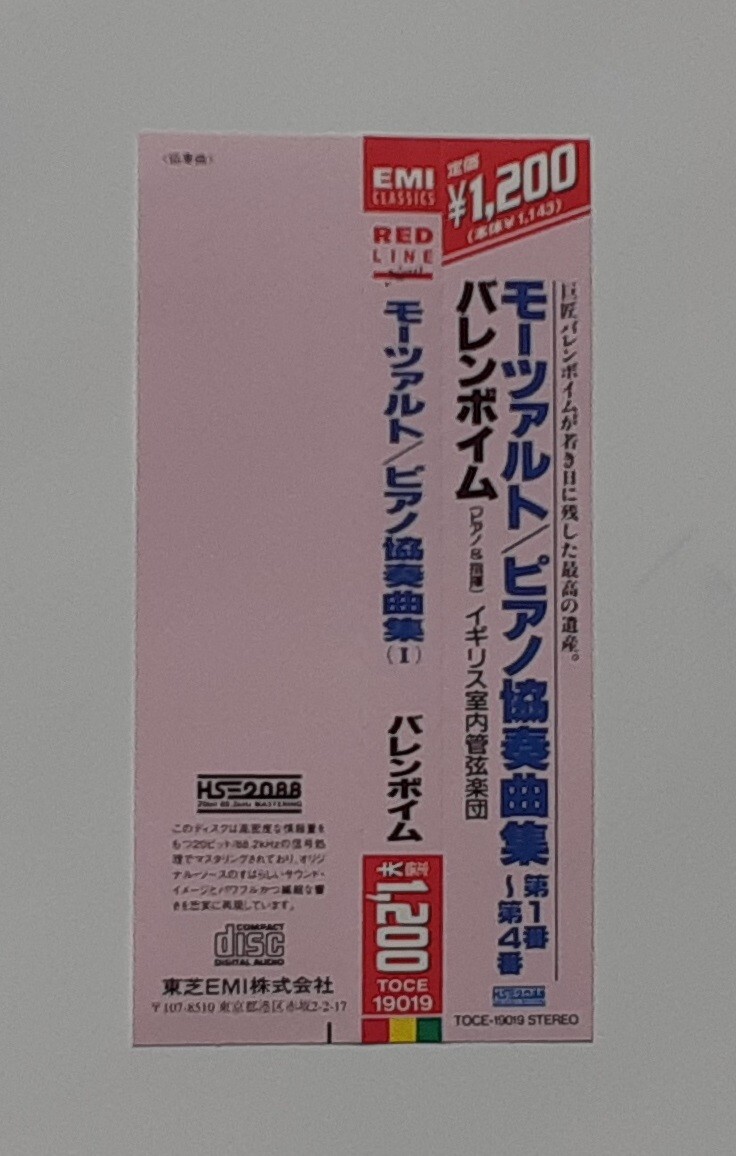 〈協奏曲〉
HS-2088
20bit 88.2kHz MASTERING
このディスクは高密度な情報量を
もつ20ビット/88.2kHzの信号処
理でマスタリングされており、オリジ
ナル・ソースのすばらしいサウンド・
イメージとパワフルかつ繊細な響
きを忠実に再現しています。
COMPACT
disc
DIGITAL AUDIO
東芝EMI株式会社
〒107-8510 東京都港区赤坂2-2-17
EMI
CLASSICS
RED
LINE
モーツァルト/ピアノ協奏曲集(I)
バレンボイム
1,200
TOCE
19019
定価
¥1,200
(本体¥1,143)
巨匠バレンボイムが若き日に残した最高の遺産。
モーツァルト/ピアノ協奏曲集 第1番~第4番
バレンボイム(ピアノ&指揮) イギリス室内管弦楽団
HS-2088
TOCE-19019 STEREO